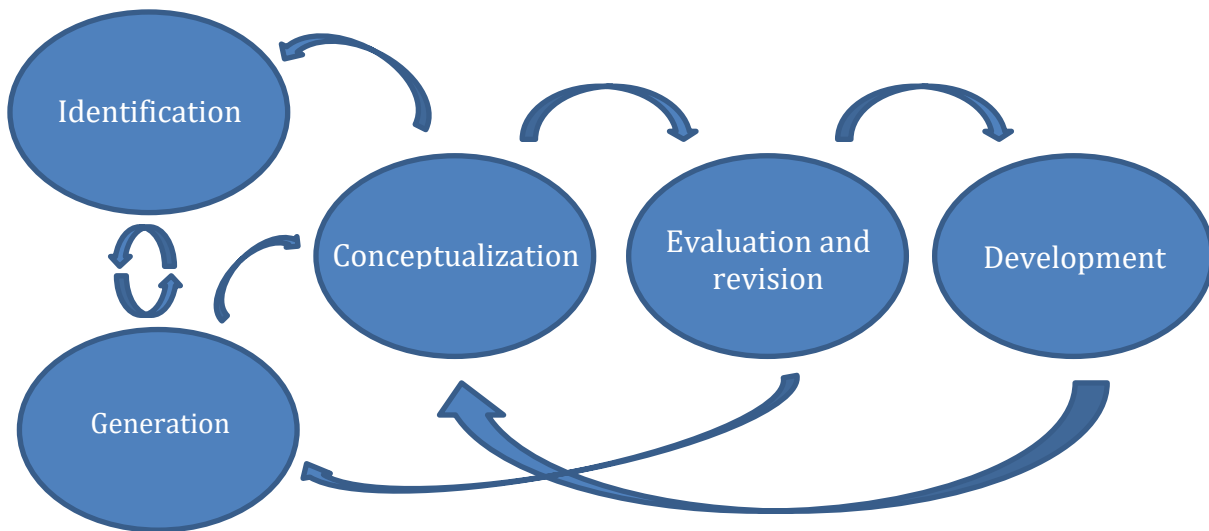 Identification
Conceptualization
Evaluation and
revision
Development
Generation